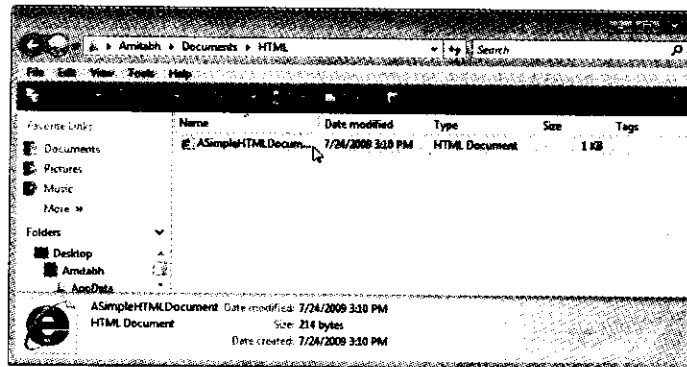 Amitabh ▸ Documents ▸ HTML Search
File Edit View Tools Help
Favorite Links
Name Date modified Type Size Tags
Documents
ASimpleHTMLDocum... 7/24/2009 3:10 PM HTML Document 1 KB
Pictures
Music
More »
Folders
Desktop
Amitabh
AppData
ASimpleHTMLDocument Date modified: 7/24/2009 3:10 PM
HTML Document Size: 214 bytes
Date created: 7/24/2009 3:10 PM